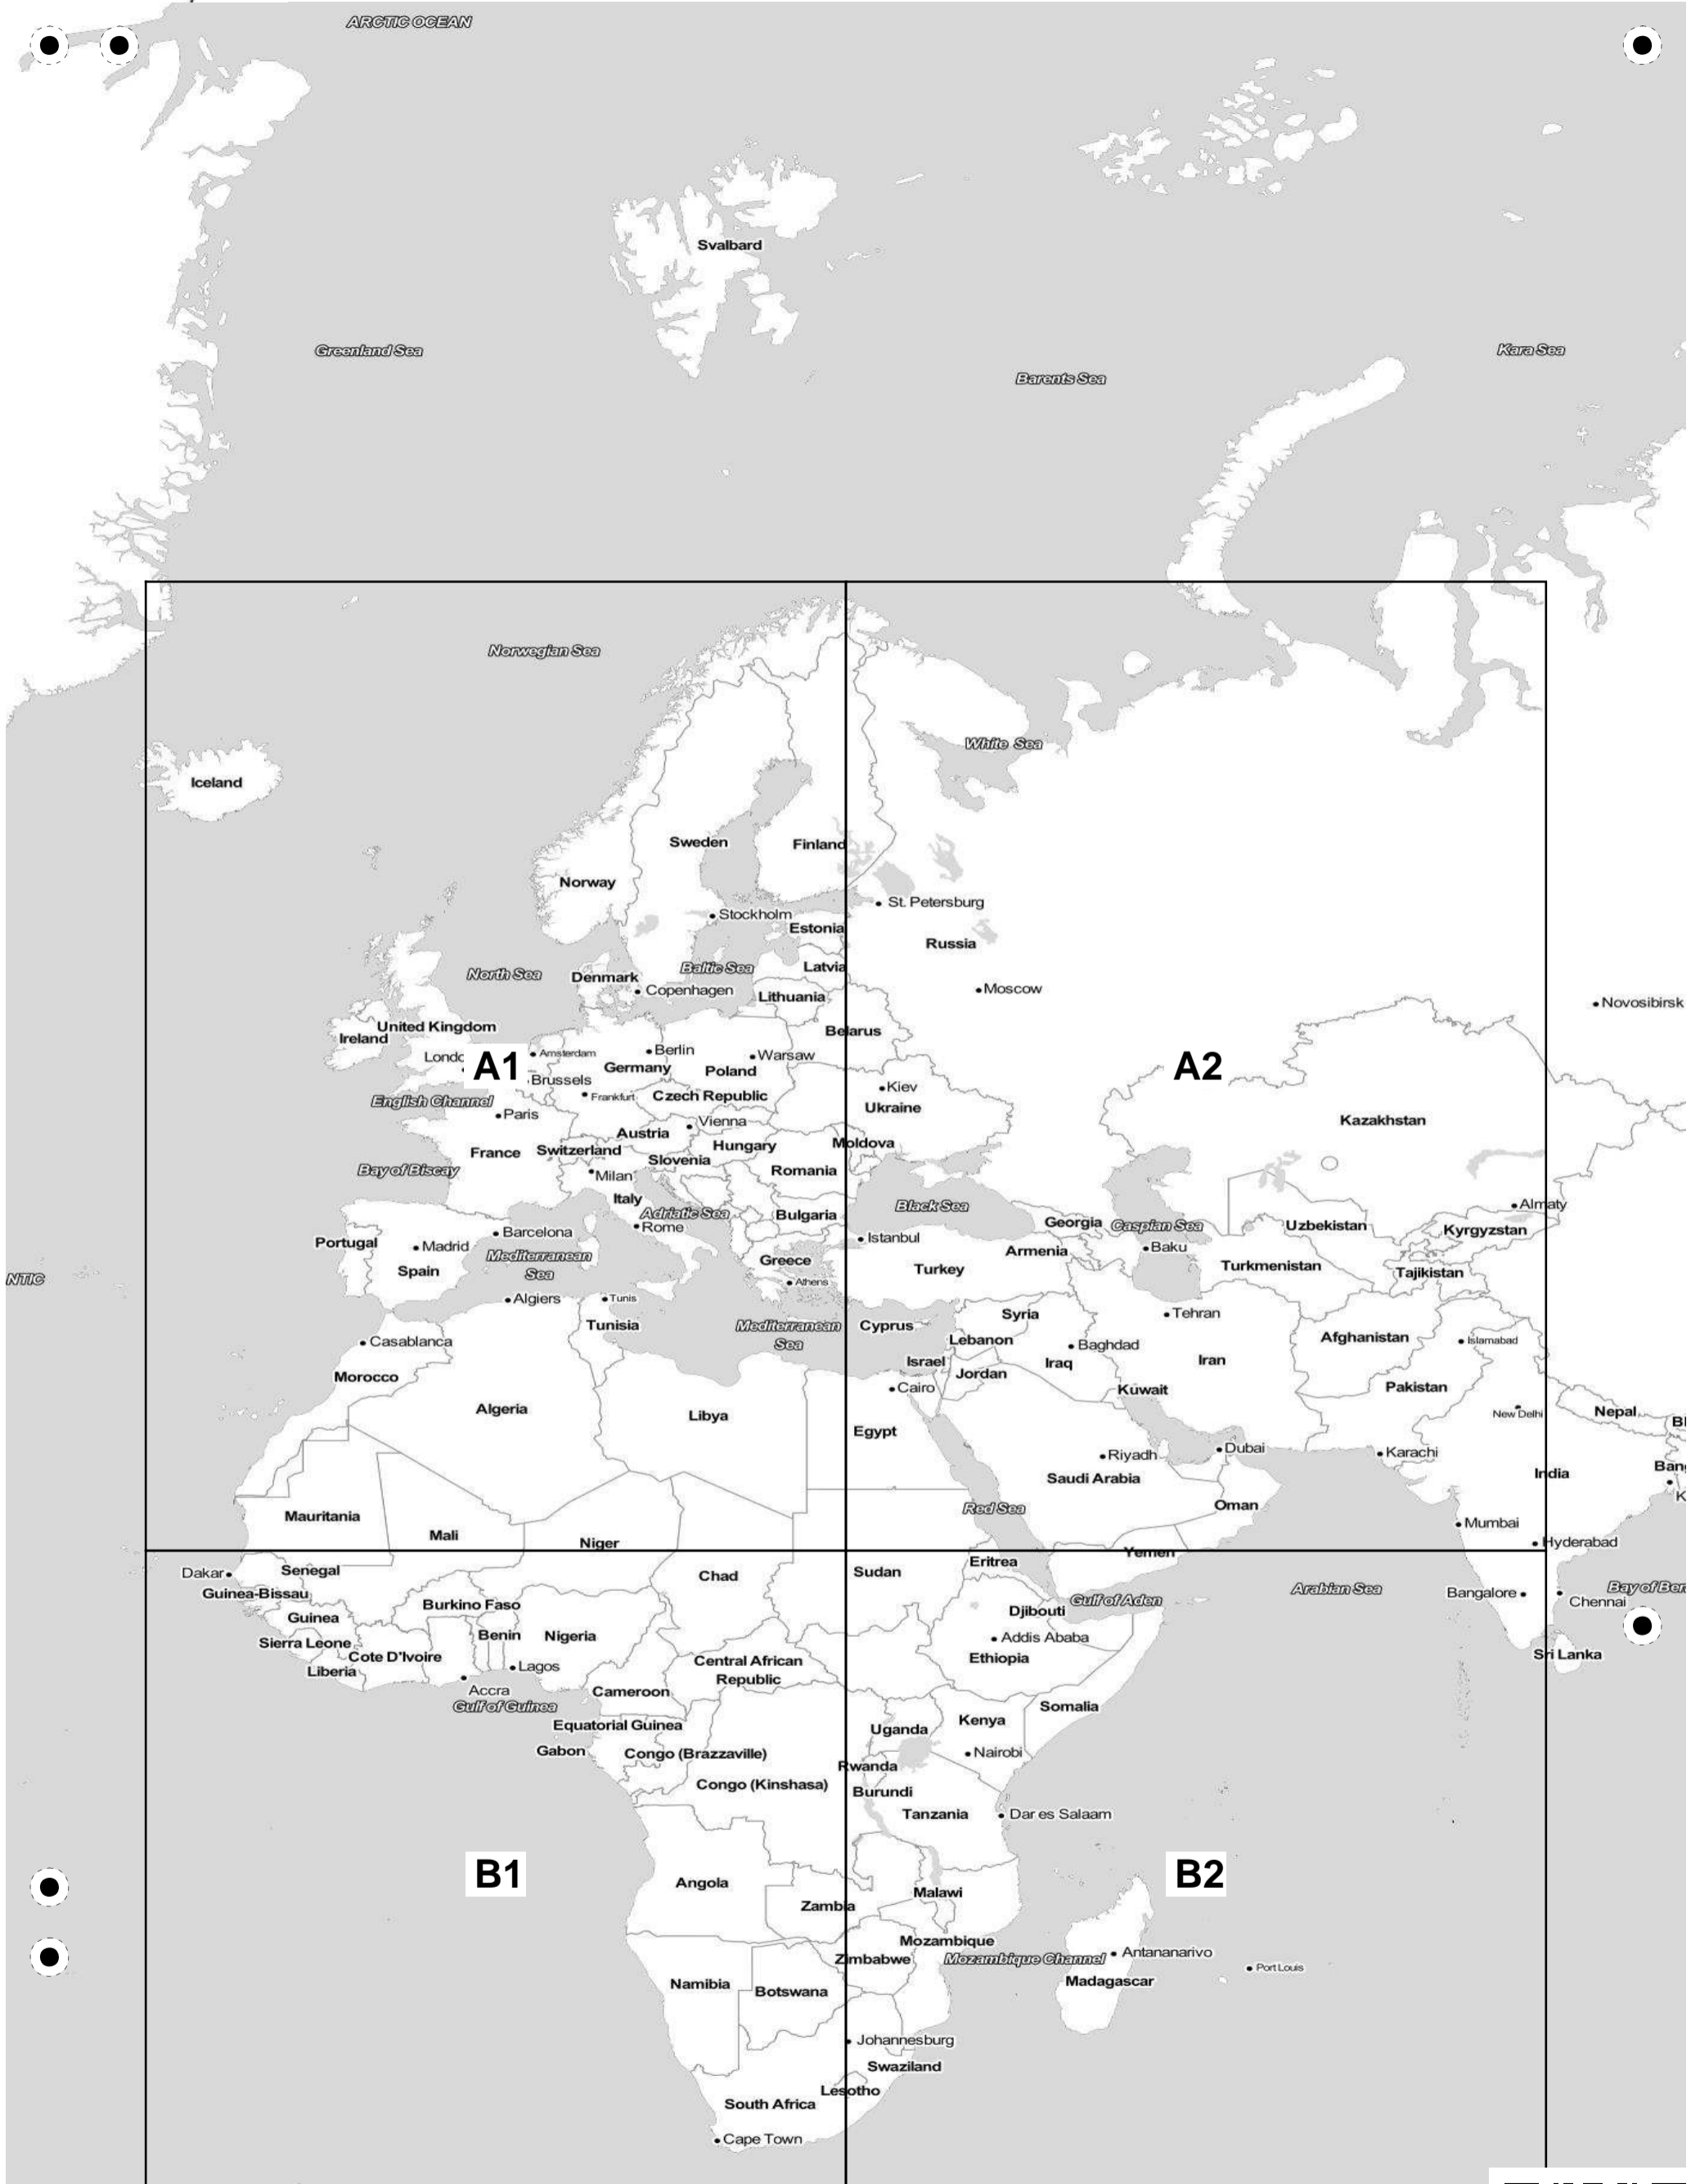 ARCTIC OCEAN
Svalbard
Greenland Sea
Kara Sea
Barents Sea
Norwegian Sea
White Sea
Iceland
Sweden
Finland
Norway
St. Petersburg
Stockholm
Estonia
Russia
North Sea
Denmark
Baltic Sea
Latvia
Copenhagen
Lithuania
Moscow
Novosibirsk
United Kingdom
Ireland
Belarus
Londo
A1
Amsterdam
Berlin
Warsaw
A2
Germany
Poland
Brussels
Kiev
English Channel
Frankfurt
Czech Republic
Ukraine
Paris
Vienna
Kazakhstan
Austria
France
Switzerland
Hungary
Moldova
Slovenia
Bay of Biscay
Milan
Romania
Italy
Adriatic Sea
Bulgaria
Black Sea
Almaty
Rome
Georgia
Caspian Sea
Uzbekistan
Kyrgyzstan
Barcelona
Portugal
Madrid
Istanbul
Baku
Armenia
Mediterranean
Sea
Spain
Greece
Turkey
Turkmenistan
Tajikistan
NTIC
Athens
Algiers
Tunis
Tunisia
Mediterranean
Sea
Cyprus
Syria
Tehran
Casablanca
Lebanon
Baghdad
Afghanistan
Islamabad
Israel
Iraq
Iran
Morocco
Jordan
Cairo
Kuwait
Pakistan
Algeria
Libya
New Delhi
Nepal
Egypt
Riyadh
Dubai
Karachi
Saudi Arabia
India
Ban
Red Sea
Oman
Mauritania
Mali
Niger
Mumbai
Hyderabad
Yemen
Eritrea
Dakar
Senegal
Chad
Sudan
Guinea-Bissau
Arabian Sea
Bangalore
Bay of Ben
Burkino Faso
Gulf of Aden
Chennai
Guinea
Djibouti
Benin
Nigeria
Addis Ababa
Sierra Leone
Cote D'Ivoire
Central African
Republic
Ethiopia
Sri Lanka
Liberia
Lagos
Accra
Cameroon
Gulf of Guinea
Somalia
Equatorial Guinea
Uganda
Kenya
Gabon
Congo (Brazzaville)
Nairobi
Rwanda
Congo (Kinshasa)
Burundi
Tanzania
Dar es Salaam
B1
B2
Angola
Malawi
Zambia
Mozambique
Zimbabwe
Mozambique Channel
Antananarivo
Port Louis
Namibia
Botswana
Madagascar
Johannesburg
Swaziland
Lesotho
South Africa
Cape Town